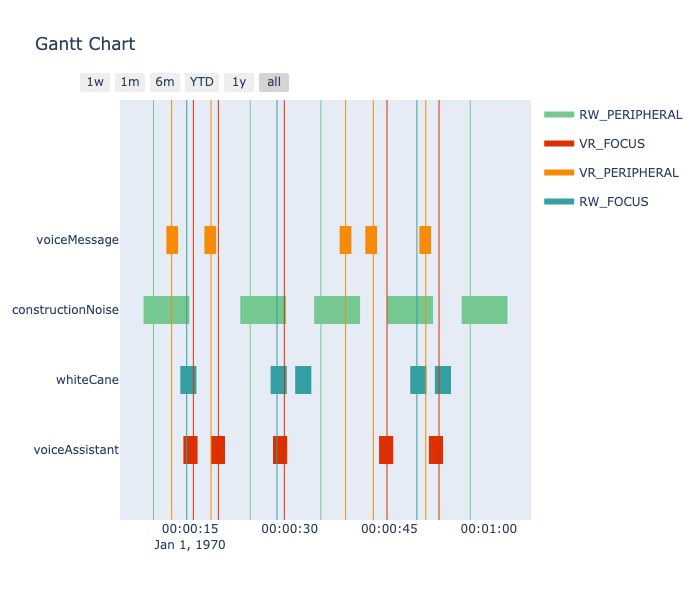 Gantt Chart
1w 1m 6m YTD 1y all
RW_PERIPHERAL
VR_FOCUS
VR_PERIPHERAL
RW_FOCUS
voiceMessage
constructionNoise
whiteCane
voiceAssistant
00:00:15 00:00:30 00:00:45 00:01:00
Jan 1, 1970